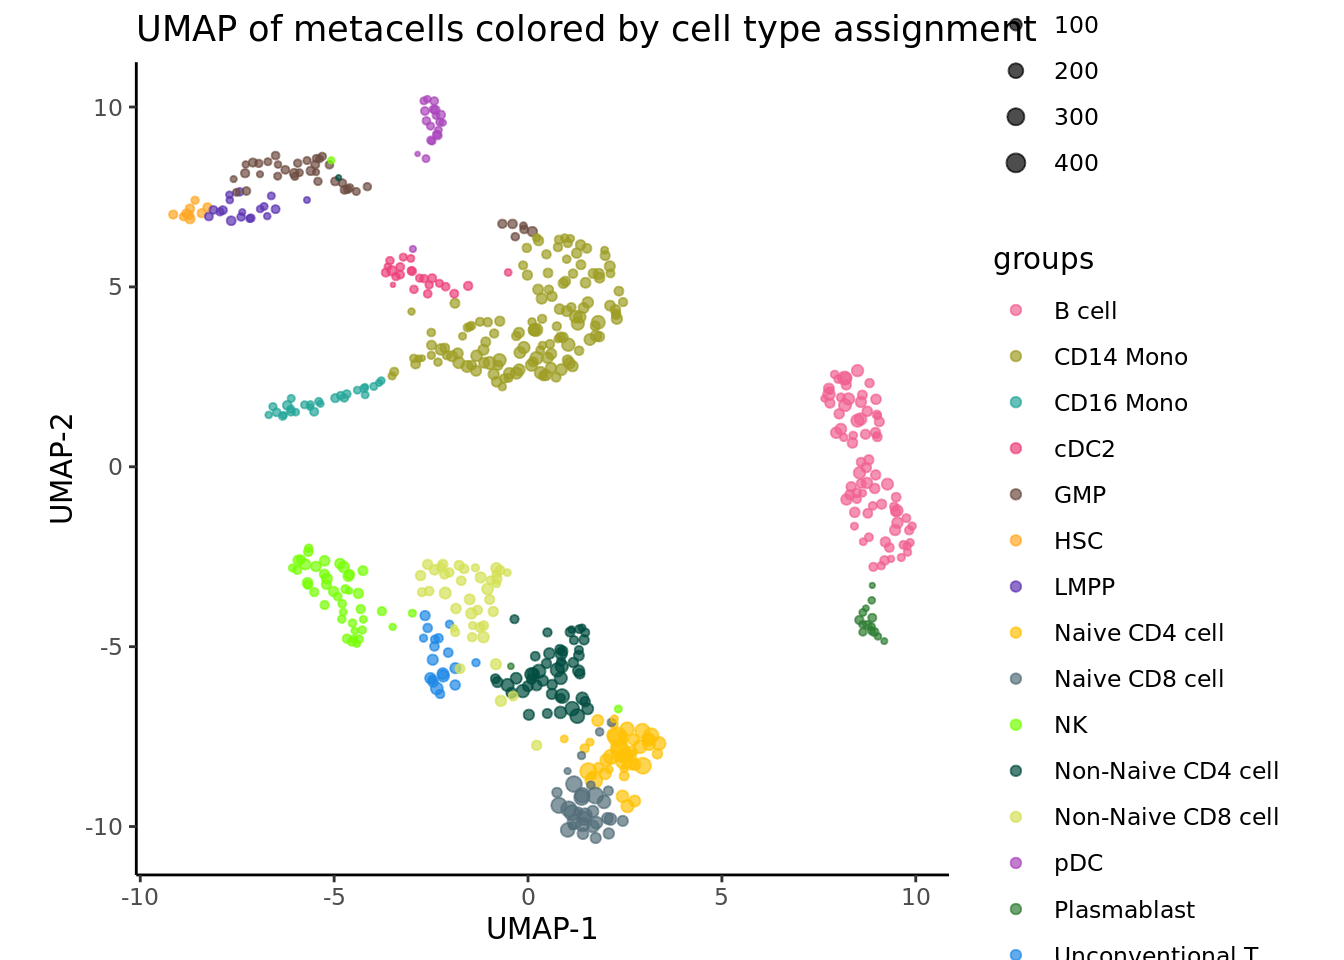 UMAP of metacells colored by cell type assignment
100
200
300
400
groups
B cell
CD14 Mono
CD16 Mono
cDC2
GMP
HSC
LMPP
Naive CD4 cell
Naive CD8 cell
NK
Non-Naive CD4 cell
Non-Naive CD8 cell
pDC
Plasmablast
Unconventional T
UMAP-2
10
5
0
-5
-10
-10
-5
0
5
10
UMAP-1